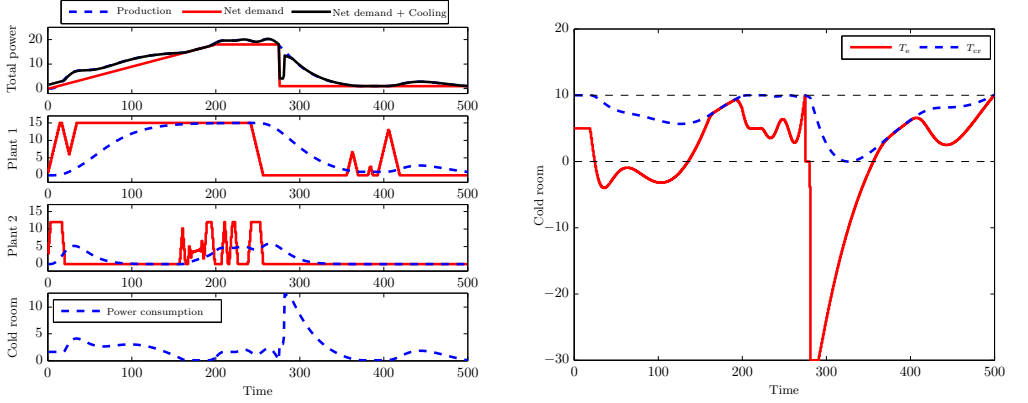 Production Net demand Net demand + Cooling
Total power
20
10
0
0 100 200 300 400 500
Plant 1
15
10
5
0
0 100 200 300 400 500
Plant 2
15
10
5
0
0 100 200 300 400 500
Cold room
10
5
0
Power consumption
0 100 200 300 400 500
Time
T_e T_cr
Cold room
20
10
0
−10
−20
−30
0 100 200 300 400 500
Time